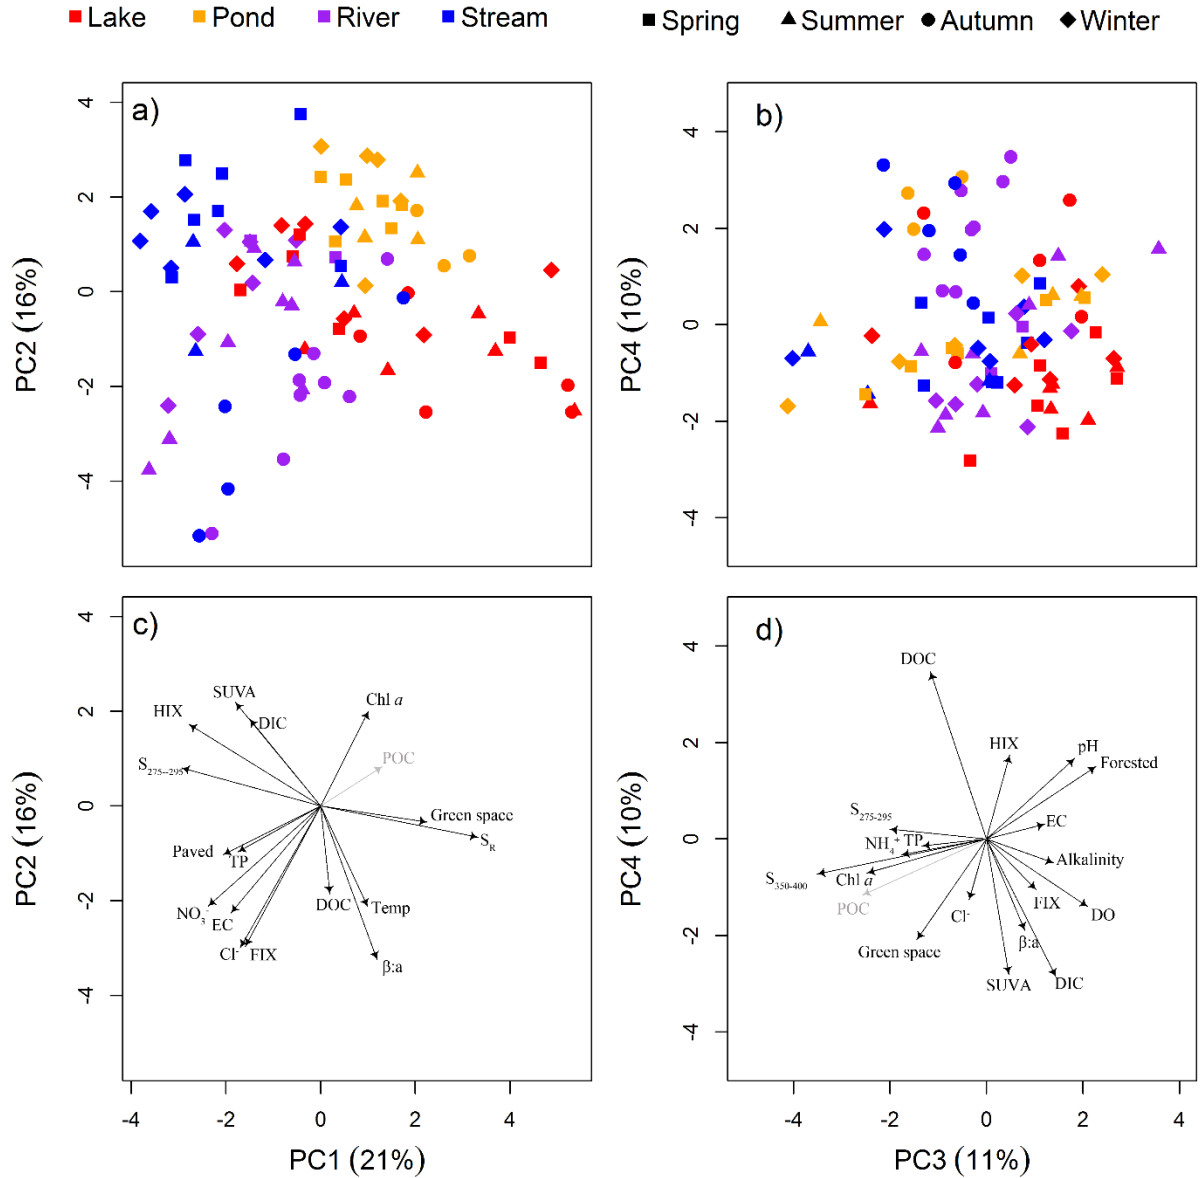 Lake Pond River Stream Spring Summer Autumn Winter
a)
b)
4
2
0
-2
-4
PC2 (16%)
4
2
0
-2
-4
PC4 (10%)
c)
d)
4
2
0
-2
-4
PC2 (16%)
SUVA
HIX
DIC
Chl a
S275--295
POC
Green space
SR
Paved
TP
NO3-
EC
DOC
Temp
Cl-
FIX
β:a
-4 -2 0 2 4
PC1 (21%)
4
2
0
-2
-4
PC4 (10%)
DOC
HIX
pH
Forested
S275-295
EC
NH4+
TP
Alkalinity
S350-400
Chl a
POC
Cl-
FIX
DO
Green space
β:a
SUVA
DIC
-4 -2 0 2 4
PC3 (11%)